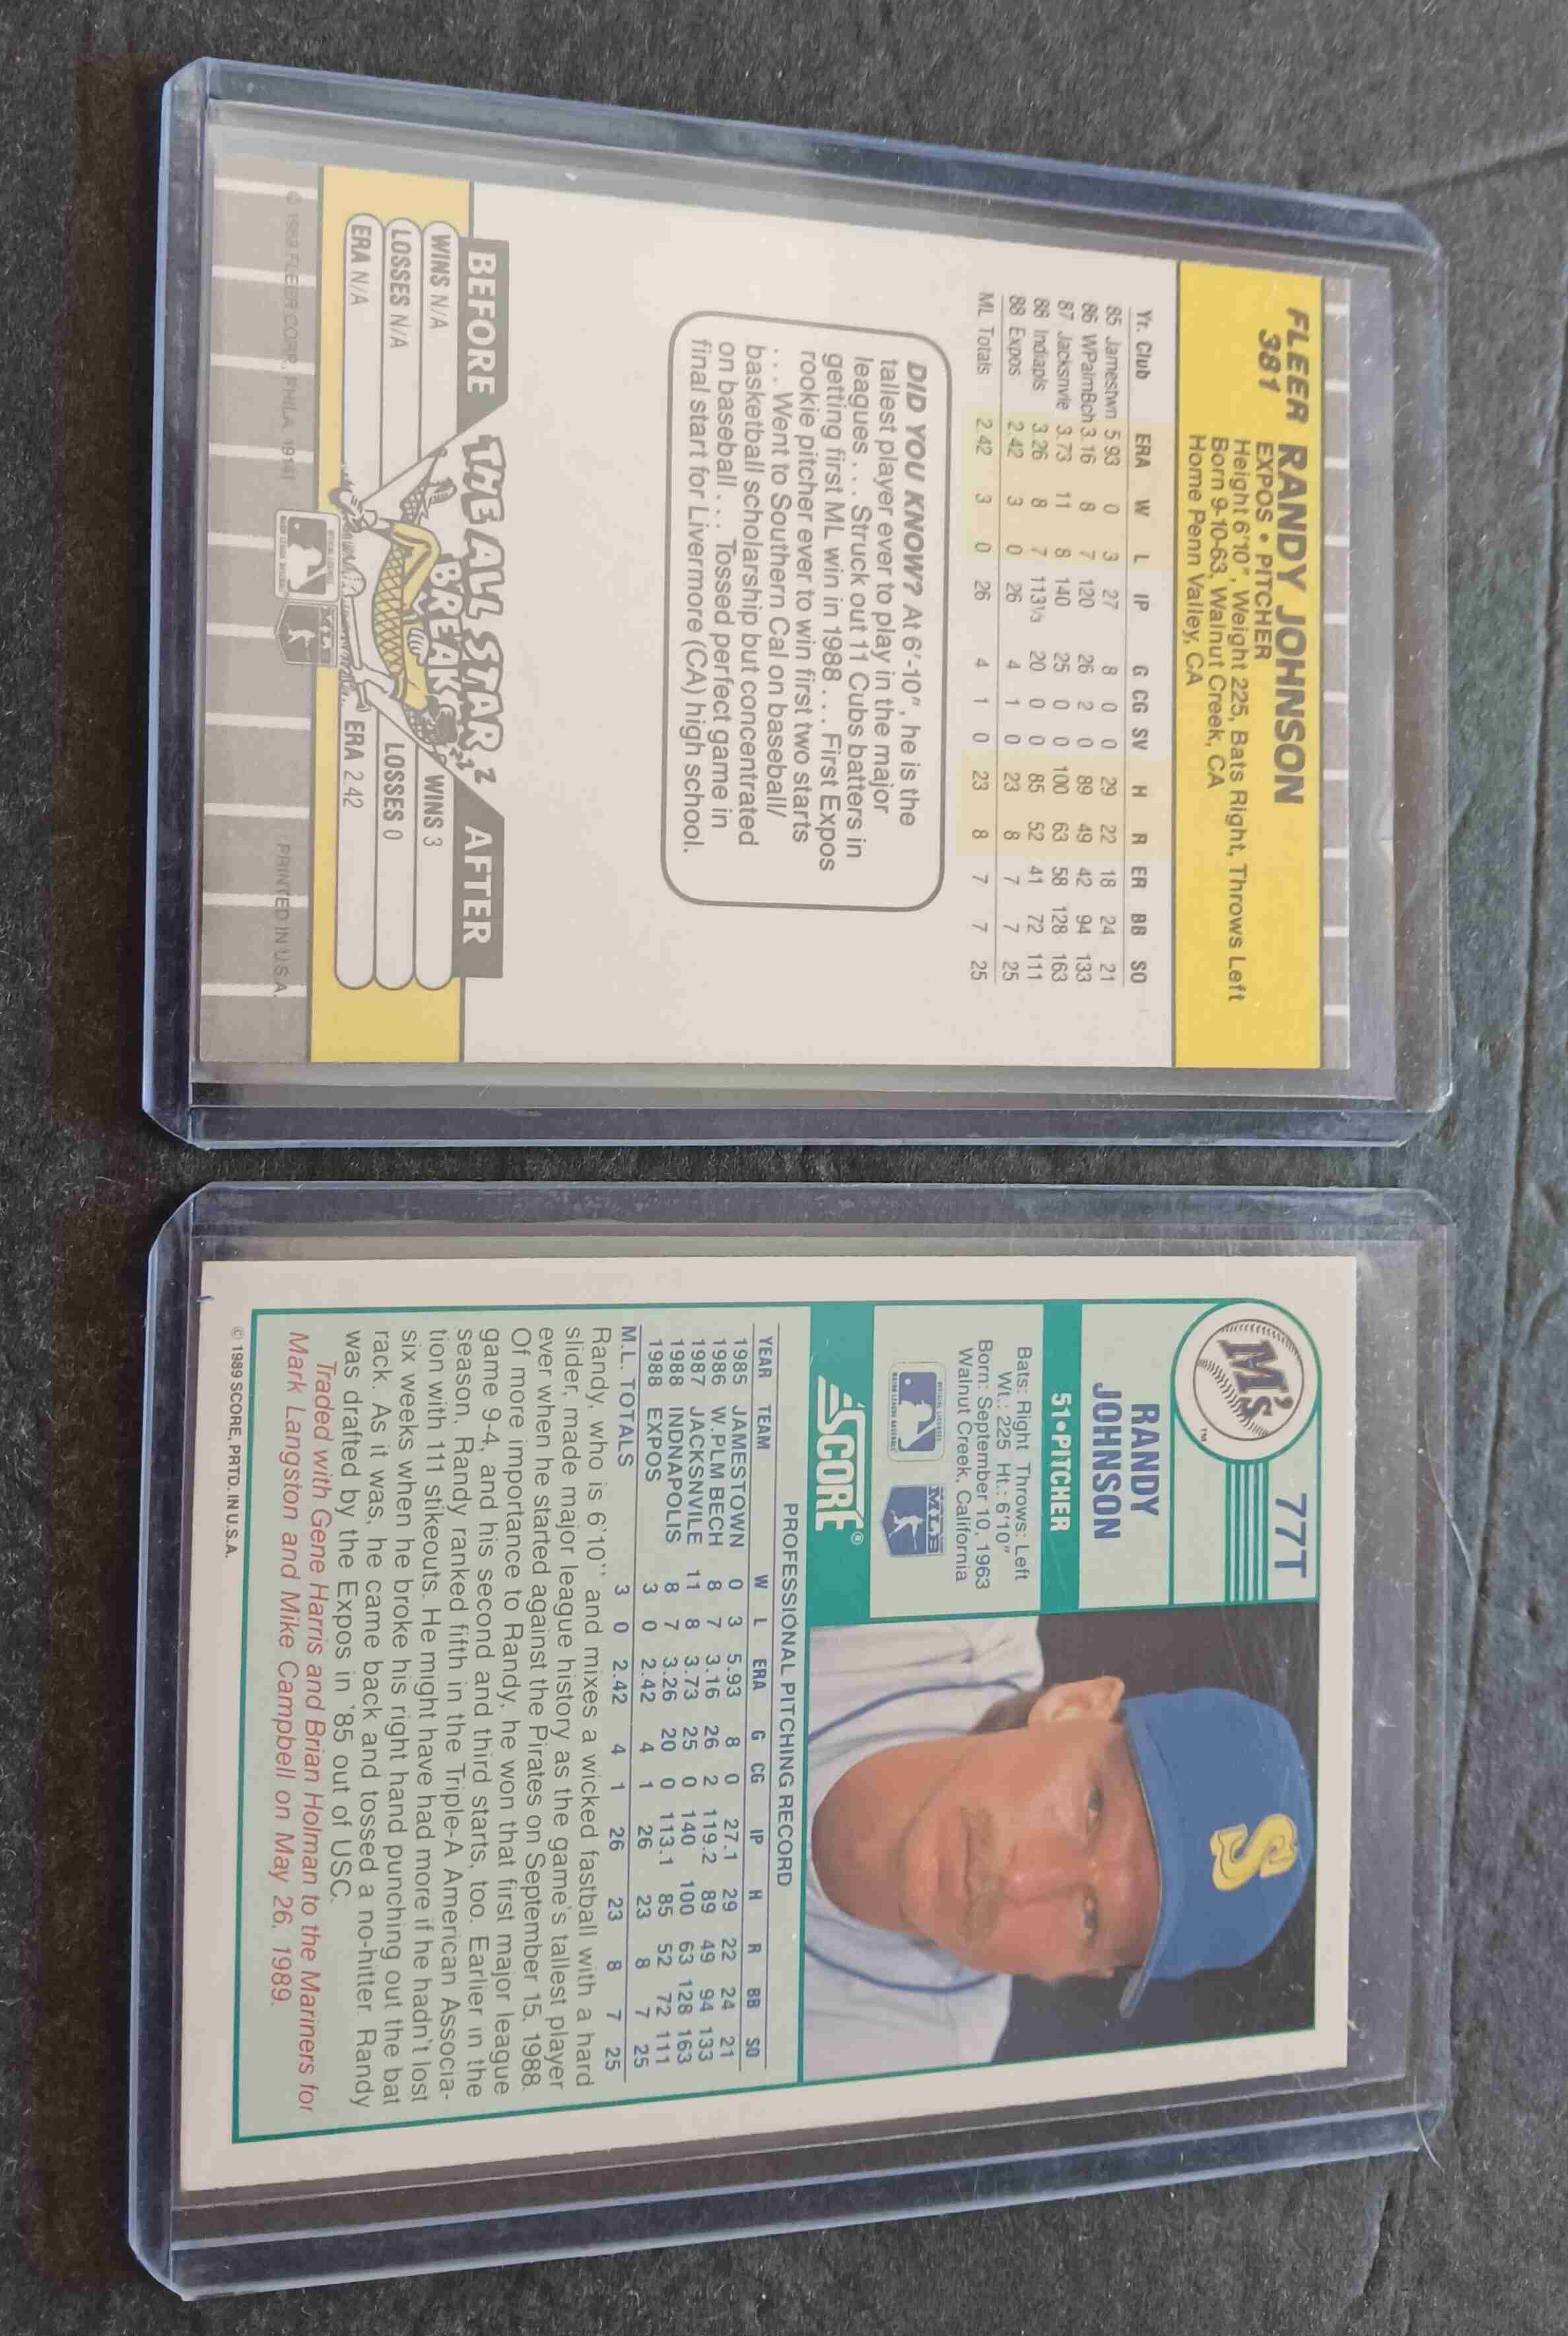 FLEER RANDY JOHNSON
381 EXPOS • PITCHER
Height 6'10", Weight 225, Bats Right, Throws Left
Born 9-10-63, Walnut Creek, CA
Home Penn Valley, CA
Yr. Club ERA W L IP G CG SV H R ER BB SO
85 Jamestwn 5.93 0 3 27 8 0 0 29 22 18 24 21
86 WPalmBch 3.16 8 7 120 26 2 0 89 49 42 94 133
87 Jacksnvle 3.73 11 8 140 25 0 0 100 63 58 128 163
88 Indiapls 3.26 8 7 113⅓ 20 0 0 85 52 41 72 111
88 Expos 2.42 3 0 26 4 1 0 23 8 7 7 25
ML Totals 2.42 3 0 26 4 1 0 23 8 7 7 25
DID YOU KNOW? At 6'-10", he is the
tallest player ever to play in the major
leagues . . . Struck out 11 Cubs batters in
getting first ML win in 1988 . . . First Expos
rookie pitcher ever to win first two starts
. . . Went to Southern Cal on baseball/
basketball scholarship but concentrated
on baseball . . . Tossed perfect game in
final start for Livermore (CA) high school.
BEFORE THE ALL STAR BREAK AFTER
WINS N/A WINS 3
LOSSES N/A LOSSES 0
ERA N/A ERA 2.42
© 1989 FLEER CORP., PHILA. 19141 PRINTED IN U.S.A.
77T
M's
TM
RANDY
JOHNSON
51•PITCHER
Bats: Right Throws: Left
Wt.: 225 Ht.: 6'10"
Born: September 10, 1963
Walnut Creek, California
MLB
SCORE®
PROFESSIONAL PITCHING RECORD
YEAR TEAM W L ERA G CG IP H R BB SO
1985 JAMESTOWN 0 3 5.93 8 0 27.1 29 22 24 21
1986 W.PLM BECH 8 7 3.16 26 2 119.2 89 49 94 133
1987 JACKSNVILE 11 8 3.73 25 0 140 100 63 128 163
1988 INDNAPOLIS 8 7 3.26 20 0 113.1 85 52 72 111
1988 EXPOS 3 0 2.42 4 1 26 23 8 7 25
M.L. TOTALS 3 0 2.42 4 1 26 23 8 7 25
Randy, who is 6'10'' and mixes a wicked fastball with a hard
slider, made major league history as the game's tallest player
ever when he started against the Pirates on September 15, 1988.
Of more importance to Randy, he won that first major league
game 9-4, and his second and third starts, too. Earlier in the
season, Randy ranked fifth in the Triple-A American Associa-
tion with 111 stikeouts. He might have had more if he hadn't lost
six weeks when he broke his right hand punching out the bat
rack. As it was, he came back and tossed a no-hitter. Randy
was drafted by the Expos in '85 out of USC.
Traded with Gene Harris and Brian Holman to the Mariners for
Mark Langston and Mike Campbell on May 26, 1989.
© 1989 SCORE, PRTD. IN U.S.A.